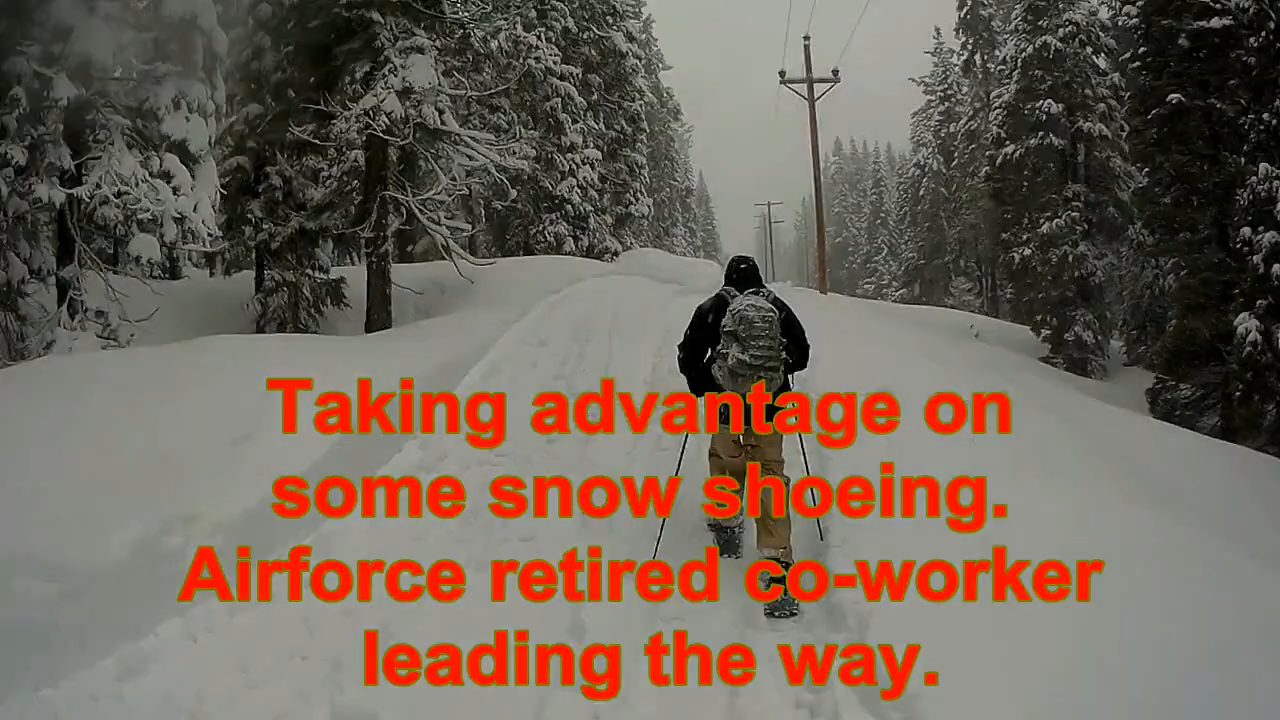 Taking advantage on
some snow shoeing.
Airforce retired co-worker
leading the way.